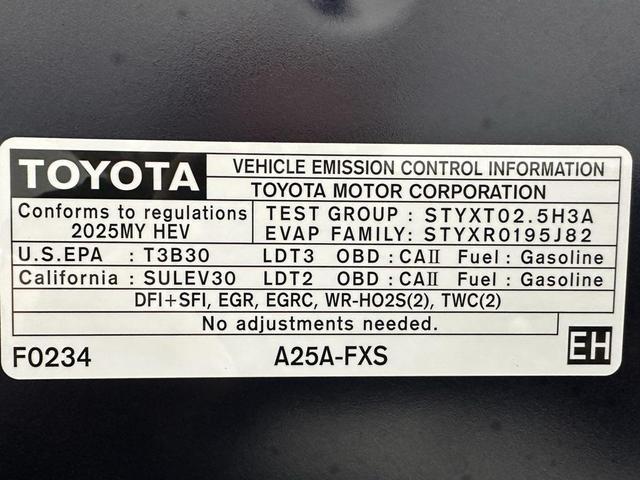 TOYOTA
VEHICLE EMISSION CONTROL INFORMATION
TOYOTA MOTOR CORPORATION
Conforms to regulations
2025MY HEV
TEST GROUP : STYXT02.5H3A
EVAP FAMILY: STYXR0195J82
U.S.EPA : T3B30 LDT3 OBD : CAII Fuel : Gasoline
California : SULEV30 LDT2 OBD : CAII Fuel : Gasoline
DFI+SFI, EGR, EGRC, WR-HO2S(2), TWC(2)
No adjustments needed.
F0234 A25A-FXS EH